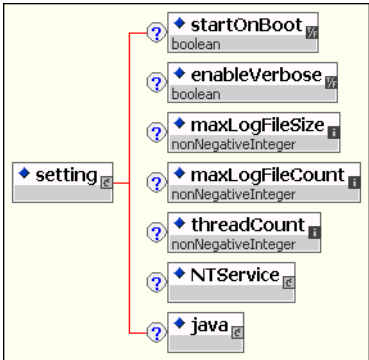 ? startOnBoot T/F
boolean
? enableVerbose T/F
boolean
? maxLogFileSize i
nonNegativeInteger
setting c
? maxLogFileCount i
nonNegativeInteger
? threadCount i
nonNegativeInteger
? NTService c
? java c